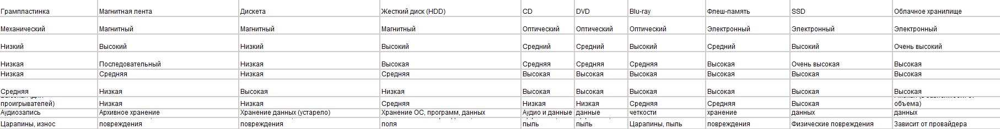 Грампластинка Магнитная лента Дискета Жесткий диск (HDD) CD DVD Blu-ray Флеш-память SSD Облачное хранилище
Механический Магнитный Магнитный Магнитный Оптический Оптический Оптический Электронный Электронный Электронный
Низкий Высокий Низкий Высокий Средний Средний Высокий Средний Высокий Очень высокий
Низкая Последовательный Низкая Высокая Средняя Средняя Средняя Высокая Очень высокая Высокая
Низкая Средняя Низкая Средняя Высокая Высокая Высокая Высокая Высокая Высокая
Средняя Низкая Высокая Низкая Высокая Высокая Высокая Высокая Высокая Высокая
проигрывателей) Низкая Низкая Средняя Низкая Низкая Средняя Средняя Высокая объема)
Аудиозапись Архивное хранение Хранение данных (устарело) Хранение ОС, программ, данных Аудио и данные данные четкости хранение данных данных
Царапины, износ повреждения повреждения поля пыль пыль Царапины, пыль повреждения Физические повреждения Зависит от провайдера